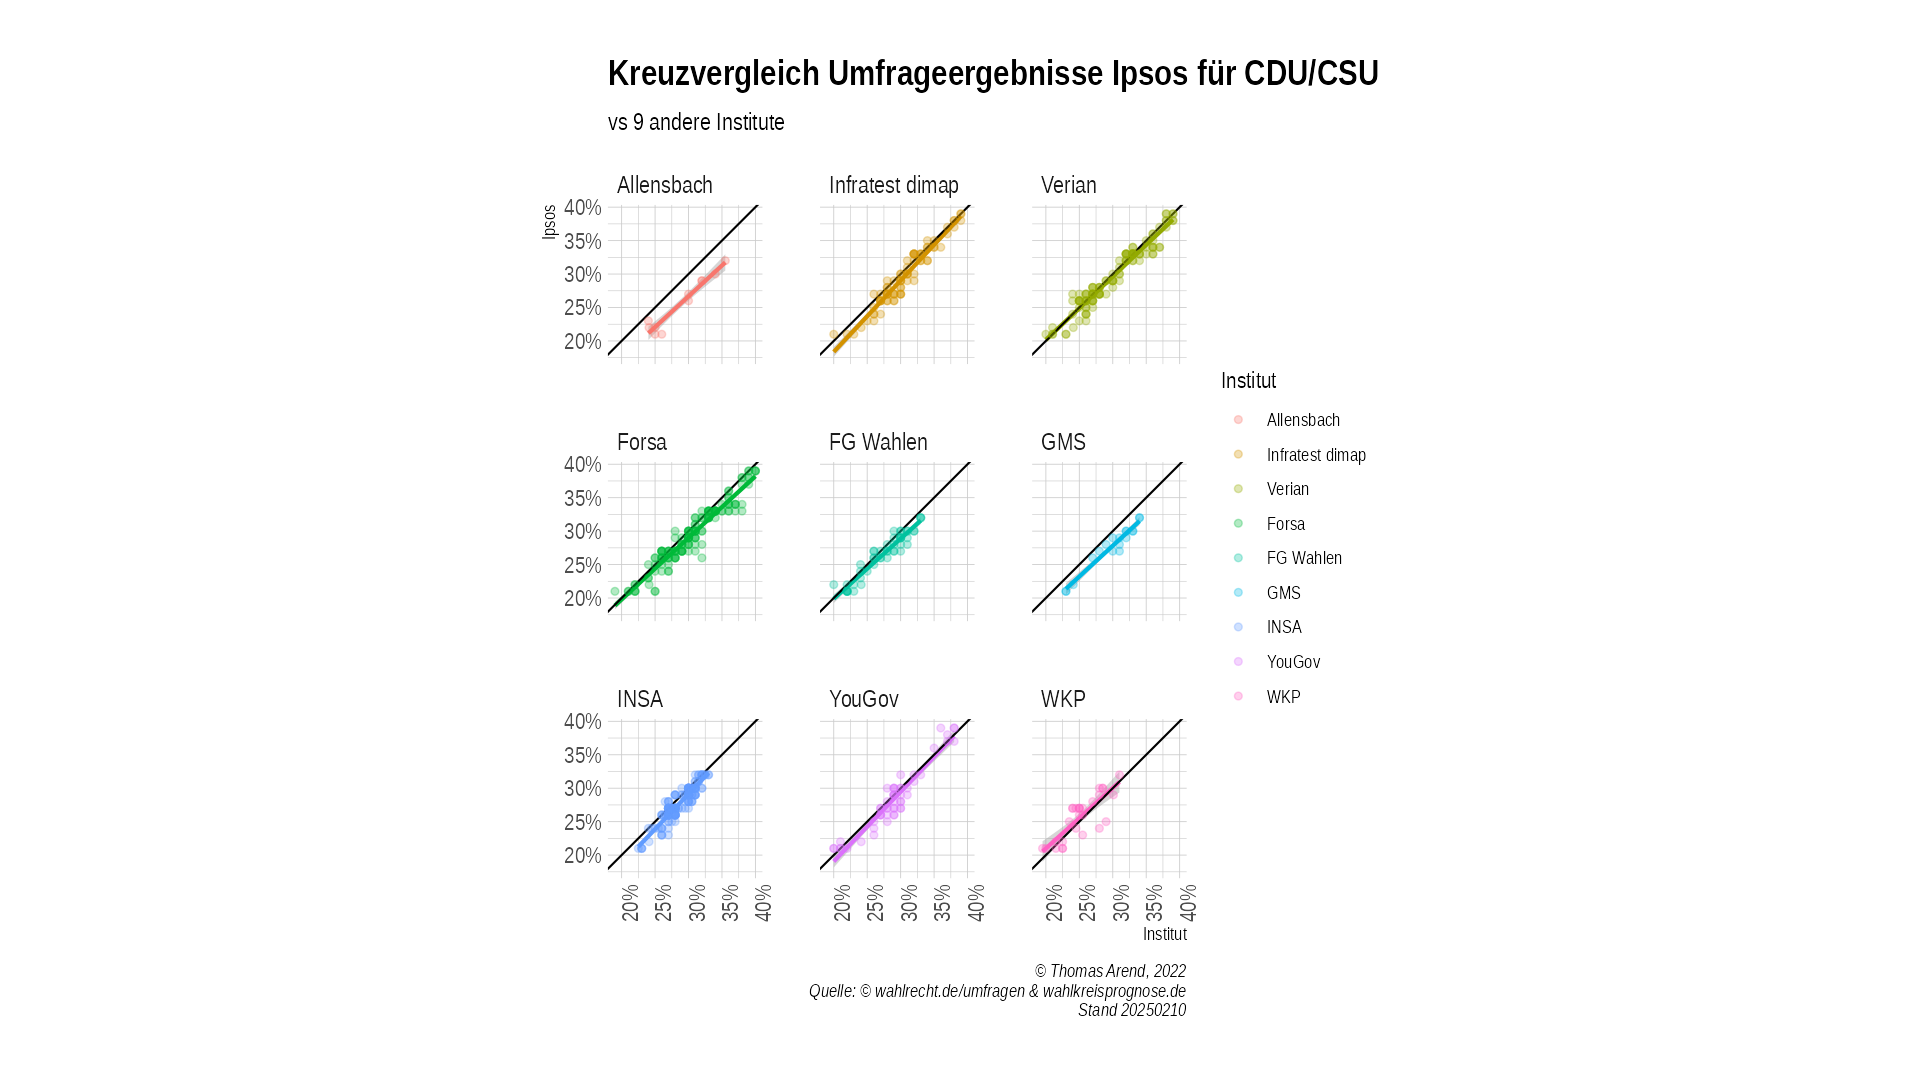 Kreuzvergleich Umfrageergebnisse Ipsos für CDU/CSU
vs 9 andere Institute
Allensbach
Infratest dimap
Verian
Ipsos
40%
35%
30%
25%
20%
Forsa
FG Wahlen
GMS
40%
35%
30%
25%
20%
INSA
YouGov
WKP
40%
35%
30%
25%
20%
20% 25% 30% 35% 40%
20% 25% 30% 35% 40%
20% 25% 30% 35% 40%
Institut
Institut
Allensbach
Infratest dimap
Verian
Forsa
FG Wahlen
GMS
INSA
YouGov
WKP
© Thomas Arend, 2022
Quelle: © wahlrecht.de/umfragen & wahlkreisprognose.de
Stand 20250210